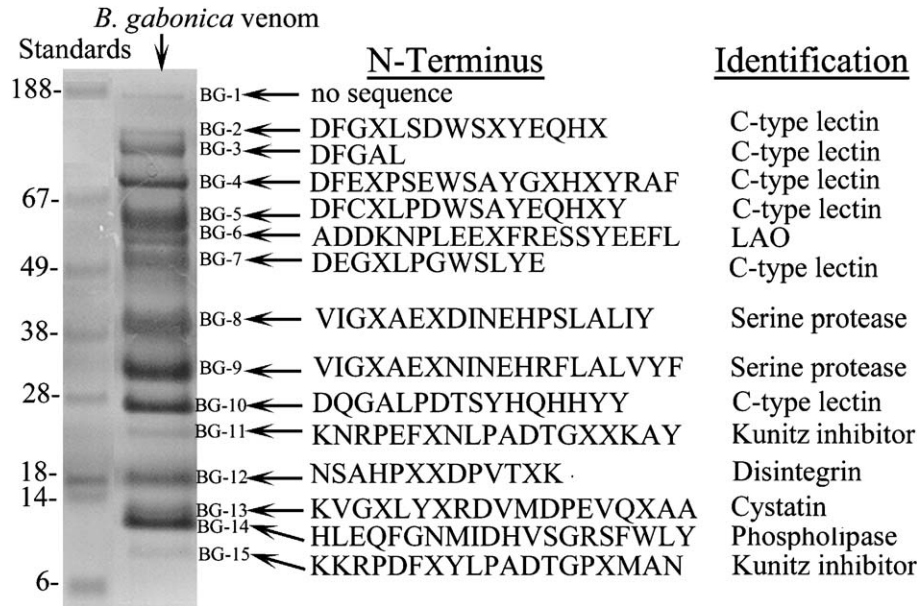 B. gabonica venom
Standards N-Terminus Identification
188- BG-1 no sequence
BG-2 DFGXLSDWSXYEQHX C-type lectin
BG-3 DFGAL C-type lectin
BG-4 DFEXPSEWSAYGXHXYRAF C-type lectin
67-
BG-5 DFCXLPDWSAYEQHXY C-type lectin
BG-6 ADDKNPLEEXFRESSYEEFL LAO
BG-7 DEGXLPGWSLYE C-type lectin
49-
BG-8 VIGXAEXDINEHPSLALIY Serine protease
38-
BG-9 VIGXAEXNINEHRFLALVYF Serine protease
28-
BG-10 DQGALPDTSYHQHHYY C-type lectin
BG-11 KNRPEFXNLPADTGXXKAY Kunitz inhibitor
18- BG-12 NSAHPXXDPVTXK Disintegrin
14-
BG-13 KVGXLYXRDVMDPEVQXAA Cystatin
BG-14 HLEQFGNMIDHVSGRSFWLY Phospholipase
BG-15 KKRPDFXYLPADTGPXMAN Kunitz inhibitor
6-